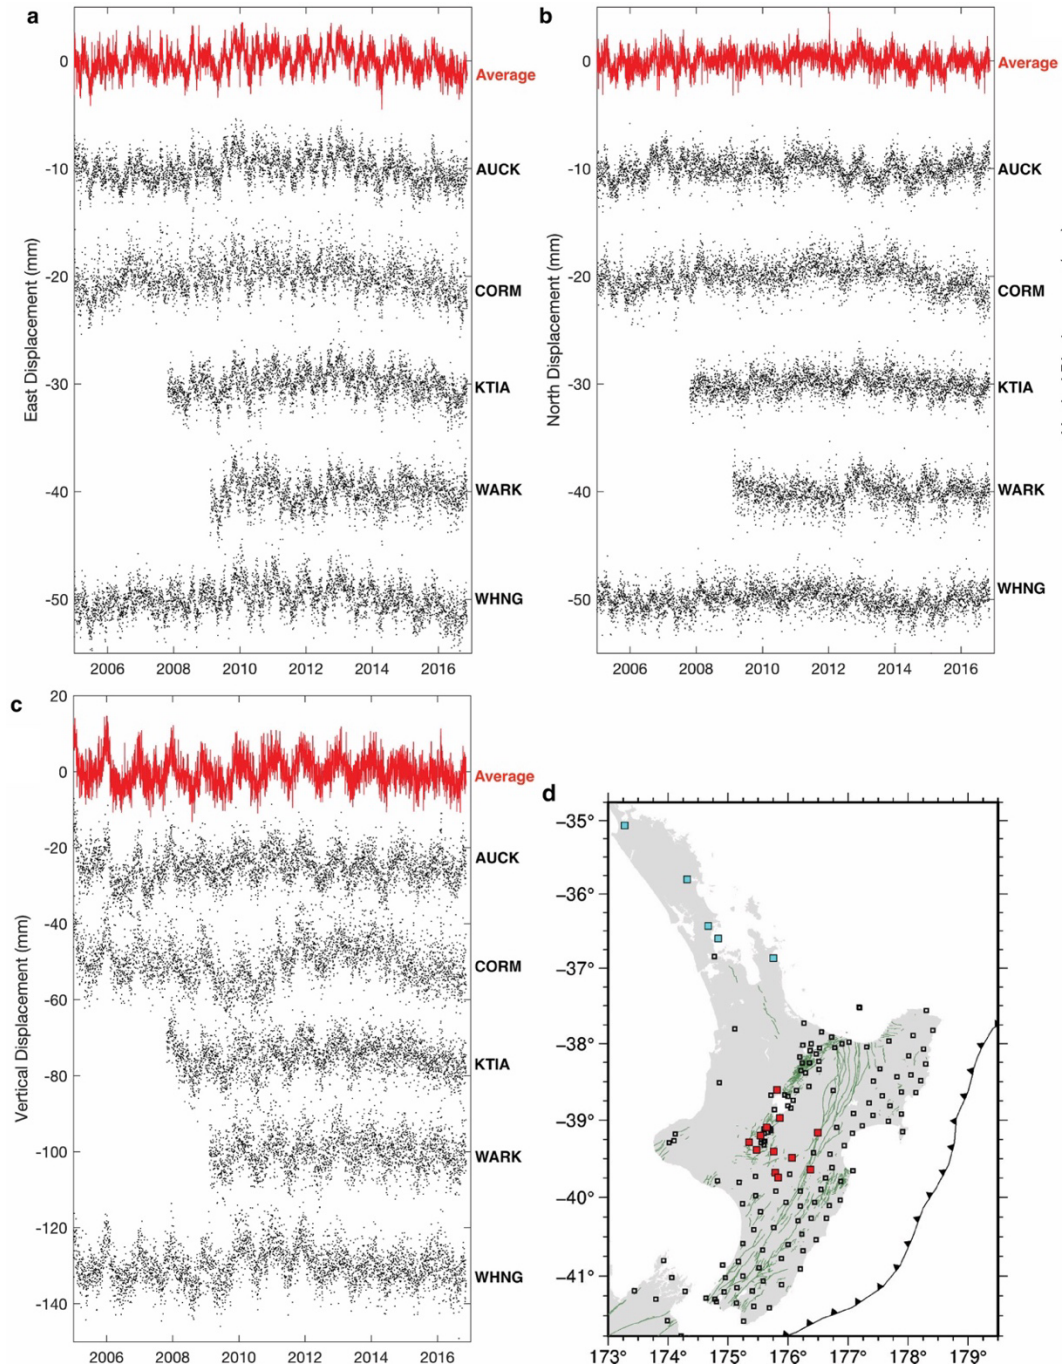 a
East Displacement (mm)
0
-10
-20
-30
-40
-50
Average
AUCK
CORM
KTIA
WARK
WHNG
2006 2008 2010 2012 2014 2016
b
North Displacement (mm)
0
-10
-20
-30
-40
-50
Average
AUCK
CORM
KTIA
WARK
WHNG
2006 2008 2010 2012 2014 2016
c
Vertical Displacement (mm)
20
0
-20
-40
-60
-80
-100
-120
-140
Average
AUCK
CORM
KTIA
WARK
WHNG
2006 2008 2010 2012 2014 2016
d
−35°
−36°
−37°
−38°
−39°
−40°
−41°
173° 174° 175° 176° 177° 178° 179°